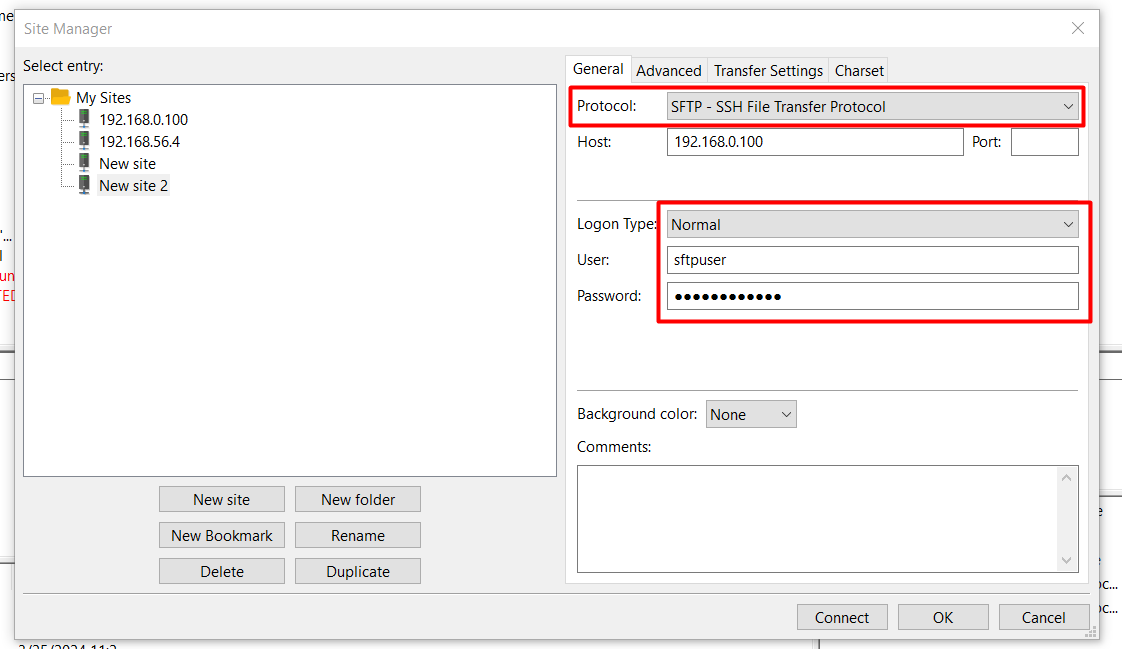 Site Manager
Select entry:
My Sites
192.168.0.100
192.168.56.4
New site
New site 2
New site
New folder
New Bookmark
Rename
Delete
Duplicate
General
Advanced
Transfer Settings
Charset
Protocol:
SFTP - SSH File Transfer Protocol
Host:
192.168.0.100
Port:
Logon Type:
Normal
User:
sftpuser
Password:
●●●●●●●●●●●●
Background color:
None
Comments:
Connect
OK
Cancel